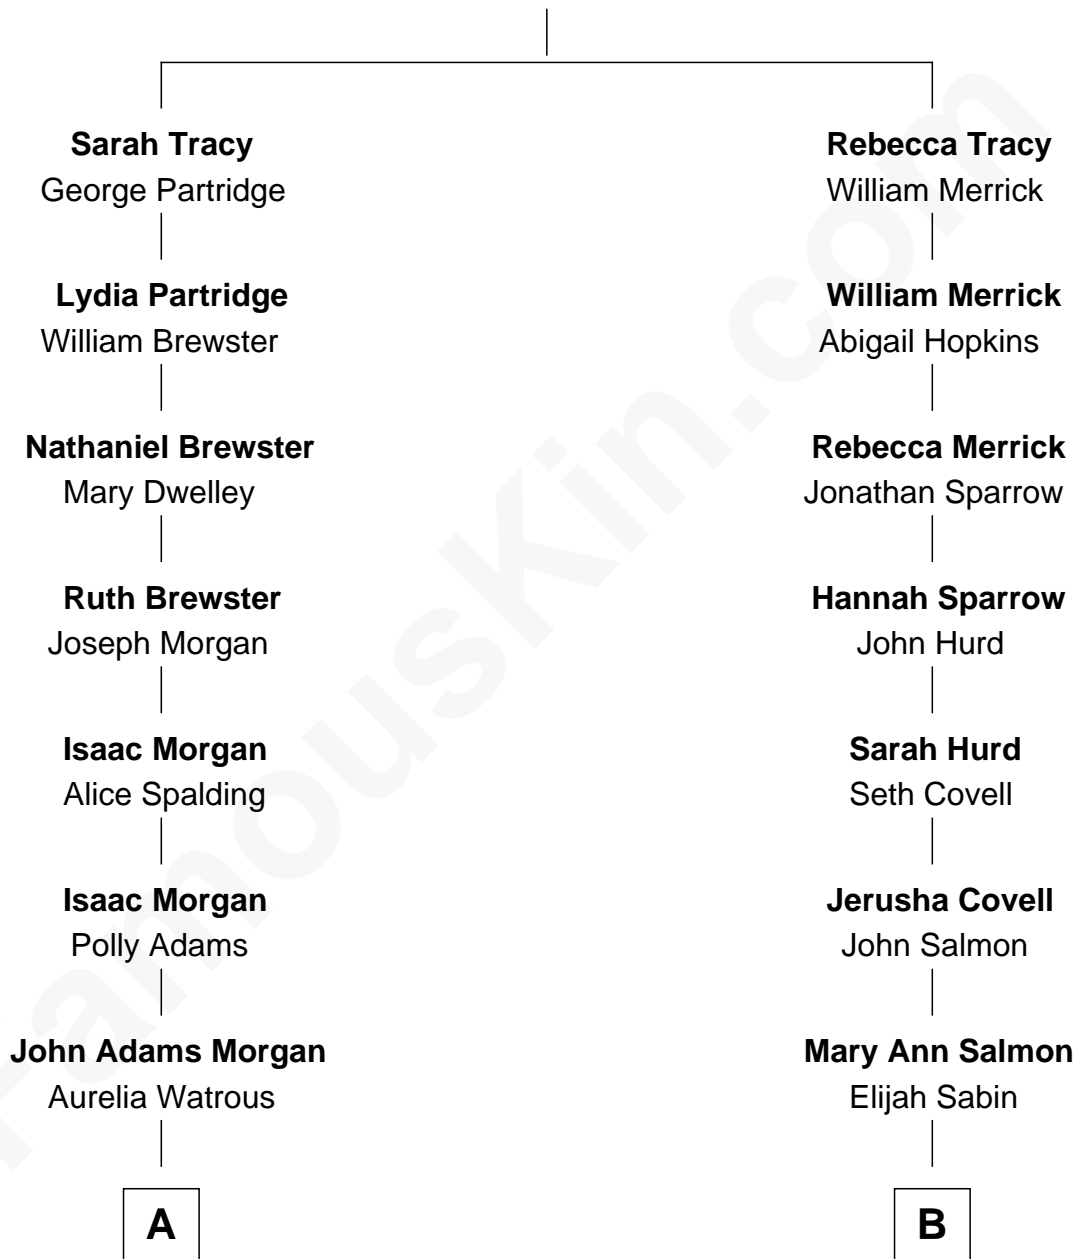 Sarah Tracy
George Partridge
Lydia Partridge
William Brewster
Nathaniel Brewster
Mary Dwelley
Ruth Brewster
Joseph Morgan
Isaac Morgan
Alice Spalding
Isaac Morgan
Polly Adams
John Adams Morgan
Aurelia Watrous
A
Rebecca Tracy
William Merrick
William Merrick
Abigail Hopkins
Rebecca Merrick
Jonathan Sparrow
Hannah Sparrow
John Hurd
Sarah Hurd
Seth Covell
Jerusha Covell
John Salmon
Mary Ann Salmon
Elijah Sabin
B
FamousKin.com